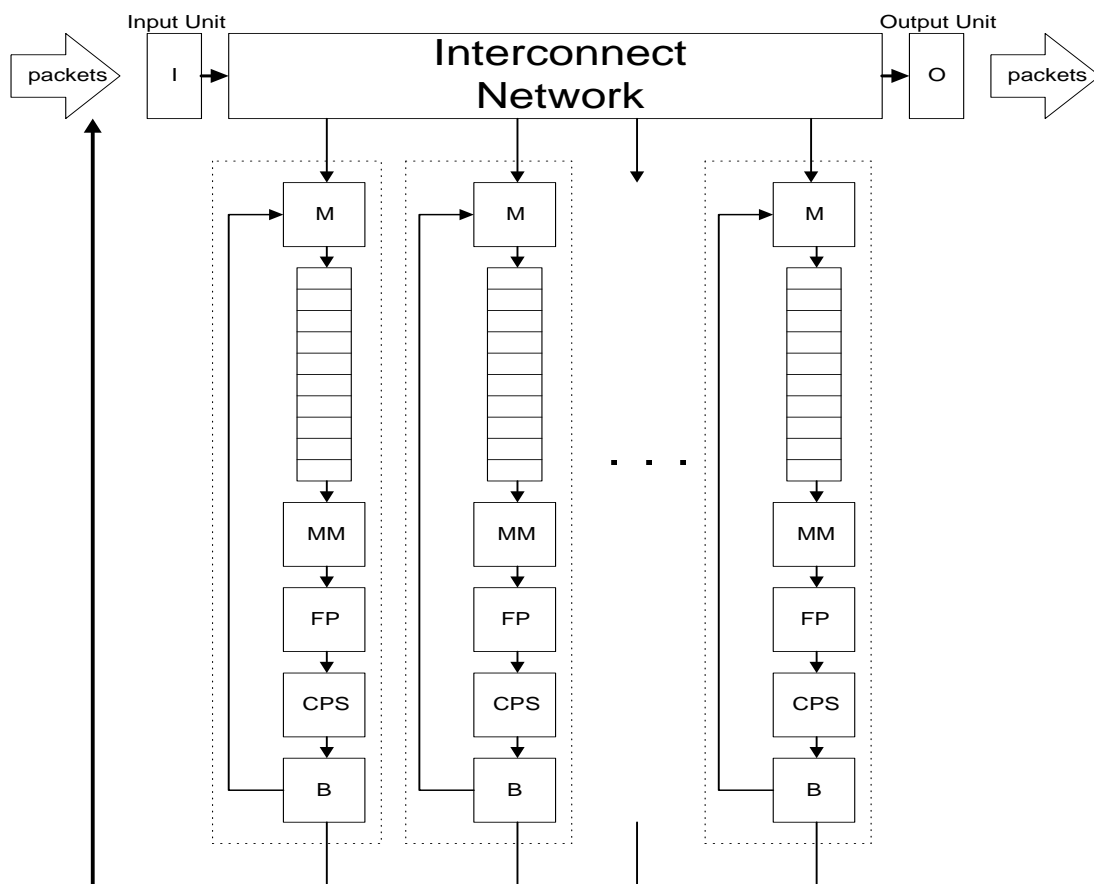 Input Unit
Output Unit
packets
I
Interconnect
Network
O
packets
M
M
M
. . .
MM
MM
MM
FP
FP
FP
CPS
CPS
CPS
B
B
B